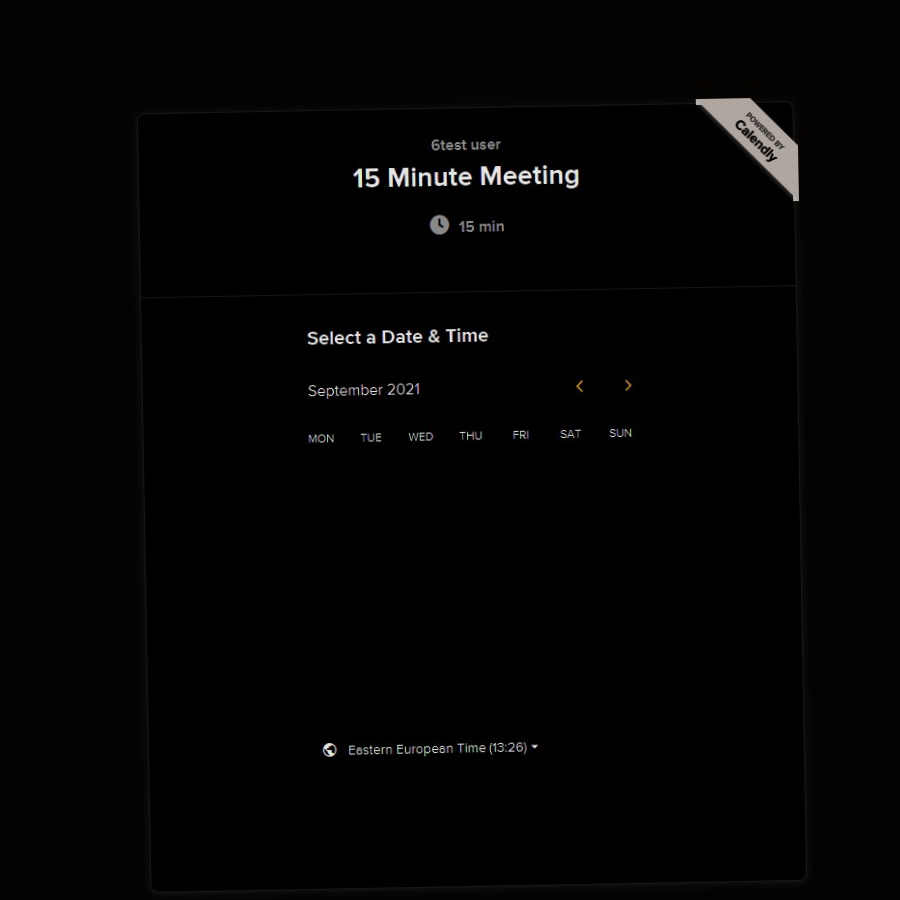 POWERED BY
Calendly
6test user
15 Minute Meeting
15 min
Select a Date & Time
September 2021
MON TUE WED THU FRI SAT SUN
Eastern European Time (13:26)